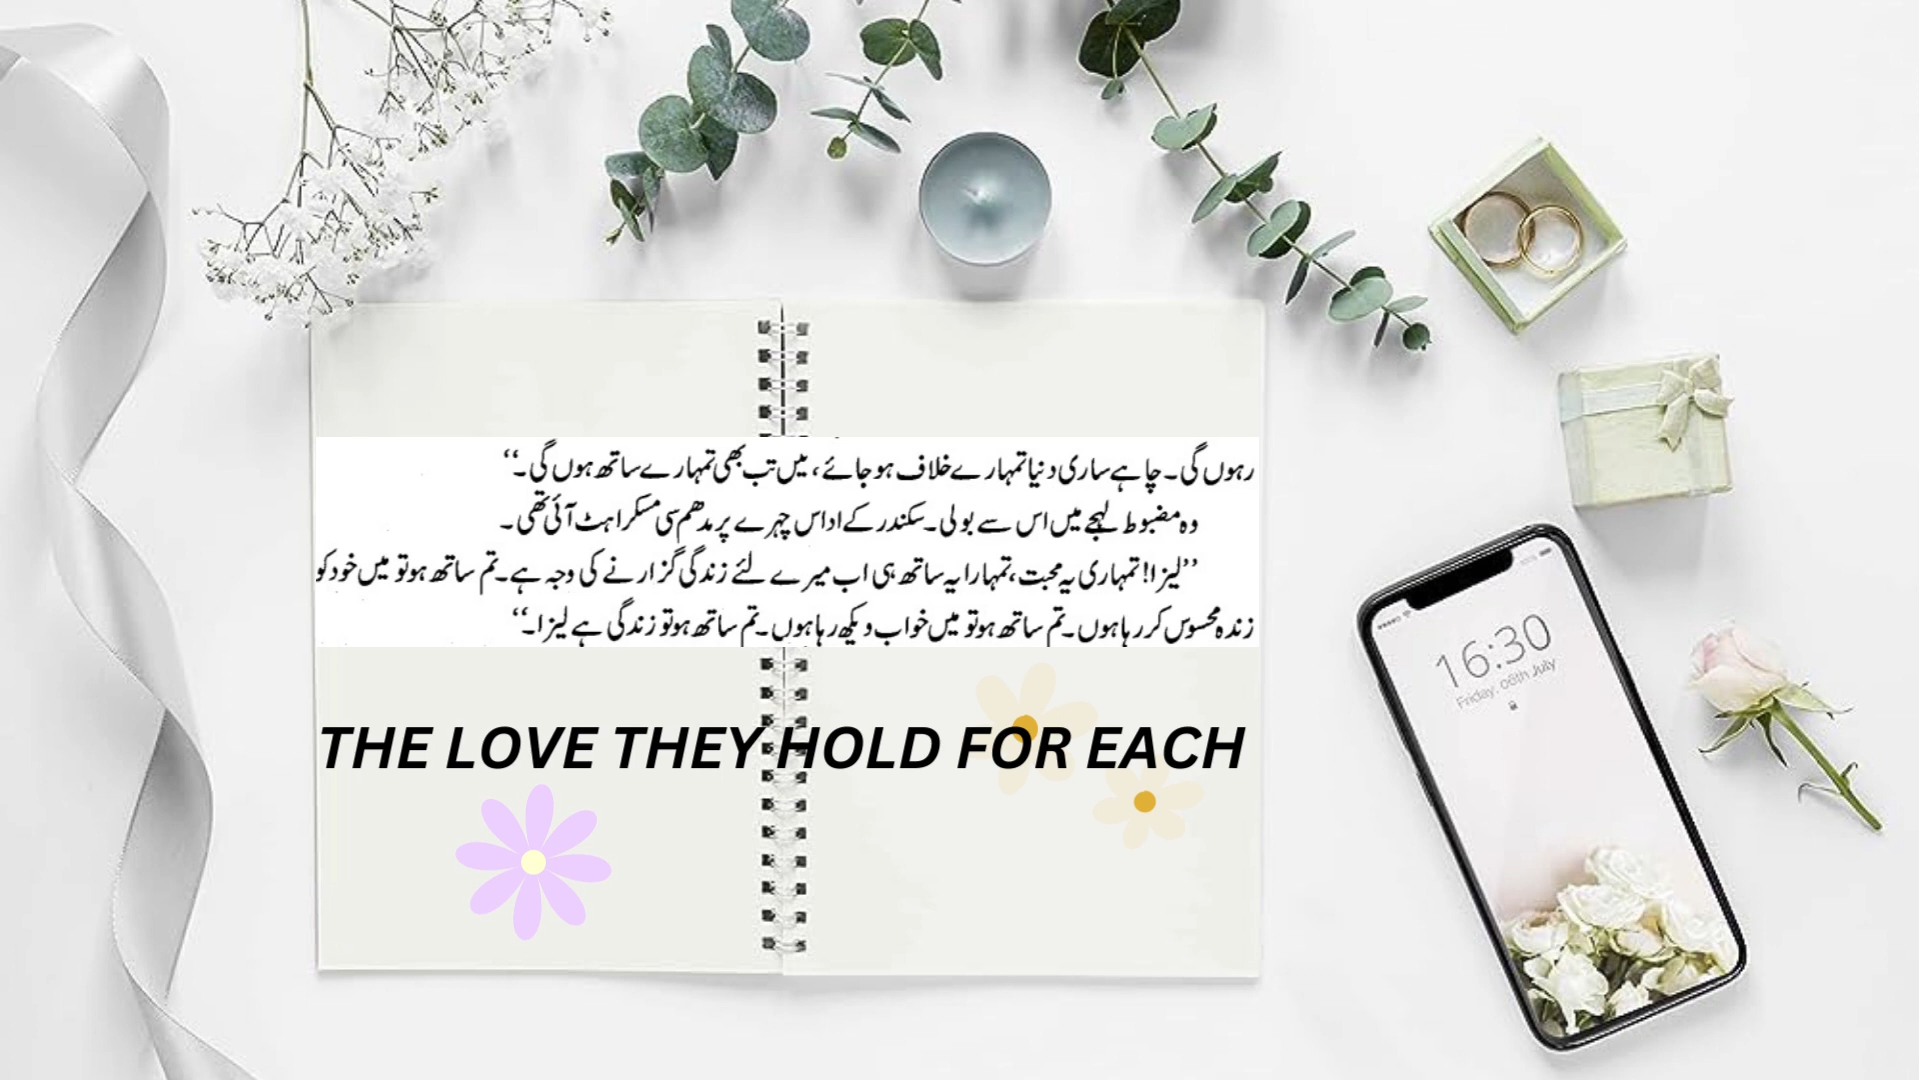 رہوں گی۔ چاہے ساری دنیا تمہارے خلاف ہو جائے، میں تب بھی تمہارے ساتھ ہوں گی۔‘‘
وہ مضبوط لہجے میں اس سے بولی۔ سکندر کے اداس چہرے پر مدھم سی مسکراہٹ آئی تھی۔
’’لیزا! تمہاری یہ محبت، تمہارا یہ ساتھ ہی اب میرے لئے زندگی گزارنے کی وجہ ہے۔ تم ساتھ ہو تو میں خود کو
زندہ محسوس کر رہا ہوں۔ تم ساتھ ہو تو میں خواب دیکھ رہا ہوں۔ تم ساتھ ہو تو زندگی ہے لیزا۔‘‘
THE LOVE THEY HOLD FOR EACH
16:30
Friday, 06th July